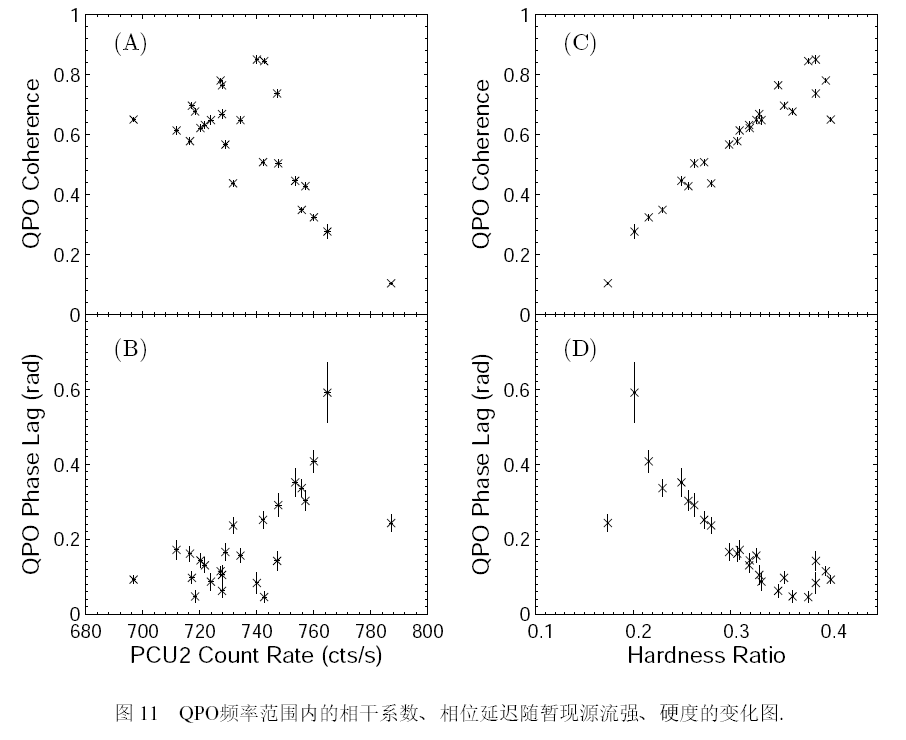 (A)
(C)
QPO Coherence
1
0.8
0.6
0.4
0.2
0
QPO Coherence
1
0.8
0.6
0.4
0.2
0
(B)
(D)
QPO Phase Lag (rad)
0.6
0.4
0.2
0
QPO Phase Lag (rad)
0.6
0.4
0.2
0
680 700 720 740 760 780 800
0.1 0.2 0.3 0.4
PCU2 Count Rate (cts/s)
Hardness Ratio
图 11 QPO频率范围内的相干系数、相位延迟随暂现源流强、硬度的变化图.